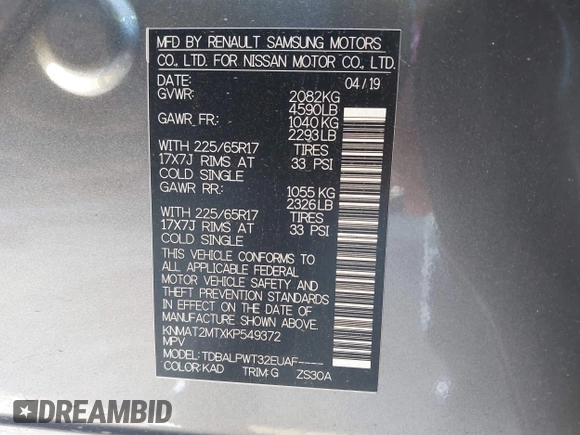 MFD BY RENAULT SAMSUNG MOTORS
CO., LTD. FOR NISSAN MOTOR CO., LTD.
DATE: 04/19
GVWR: 2082KG
4590LB
GAWR FR: 1040KG
2293LB
WITH 225/65R17 TIRES
17X7J RIMS AT 33 PSI
COLD SINGLE
GAWR RR: 1055KG
2326LB
WITH 225/65R17 TIRES
17X7J RIMS AT 33 PSI
COLD SINGLE
THIS VEHICLE CONFORMS TO
ALL APPLICABLE FEDERAL
MOTOR VEHICLE SAFETY AND
THEFT PREVENTION STANDARDS
IN EFFECT ON THE DATE OF
MANUFACTURE SHOWN ABOVE.
KNMAT2MTXKP549372
MPV
MODEL: TDBALPWT32EUAF----
COLOR: KAD TRIM: G ZS30A
DREAMBID